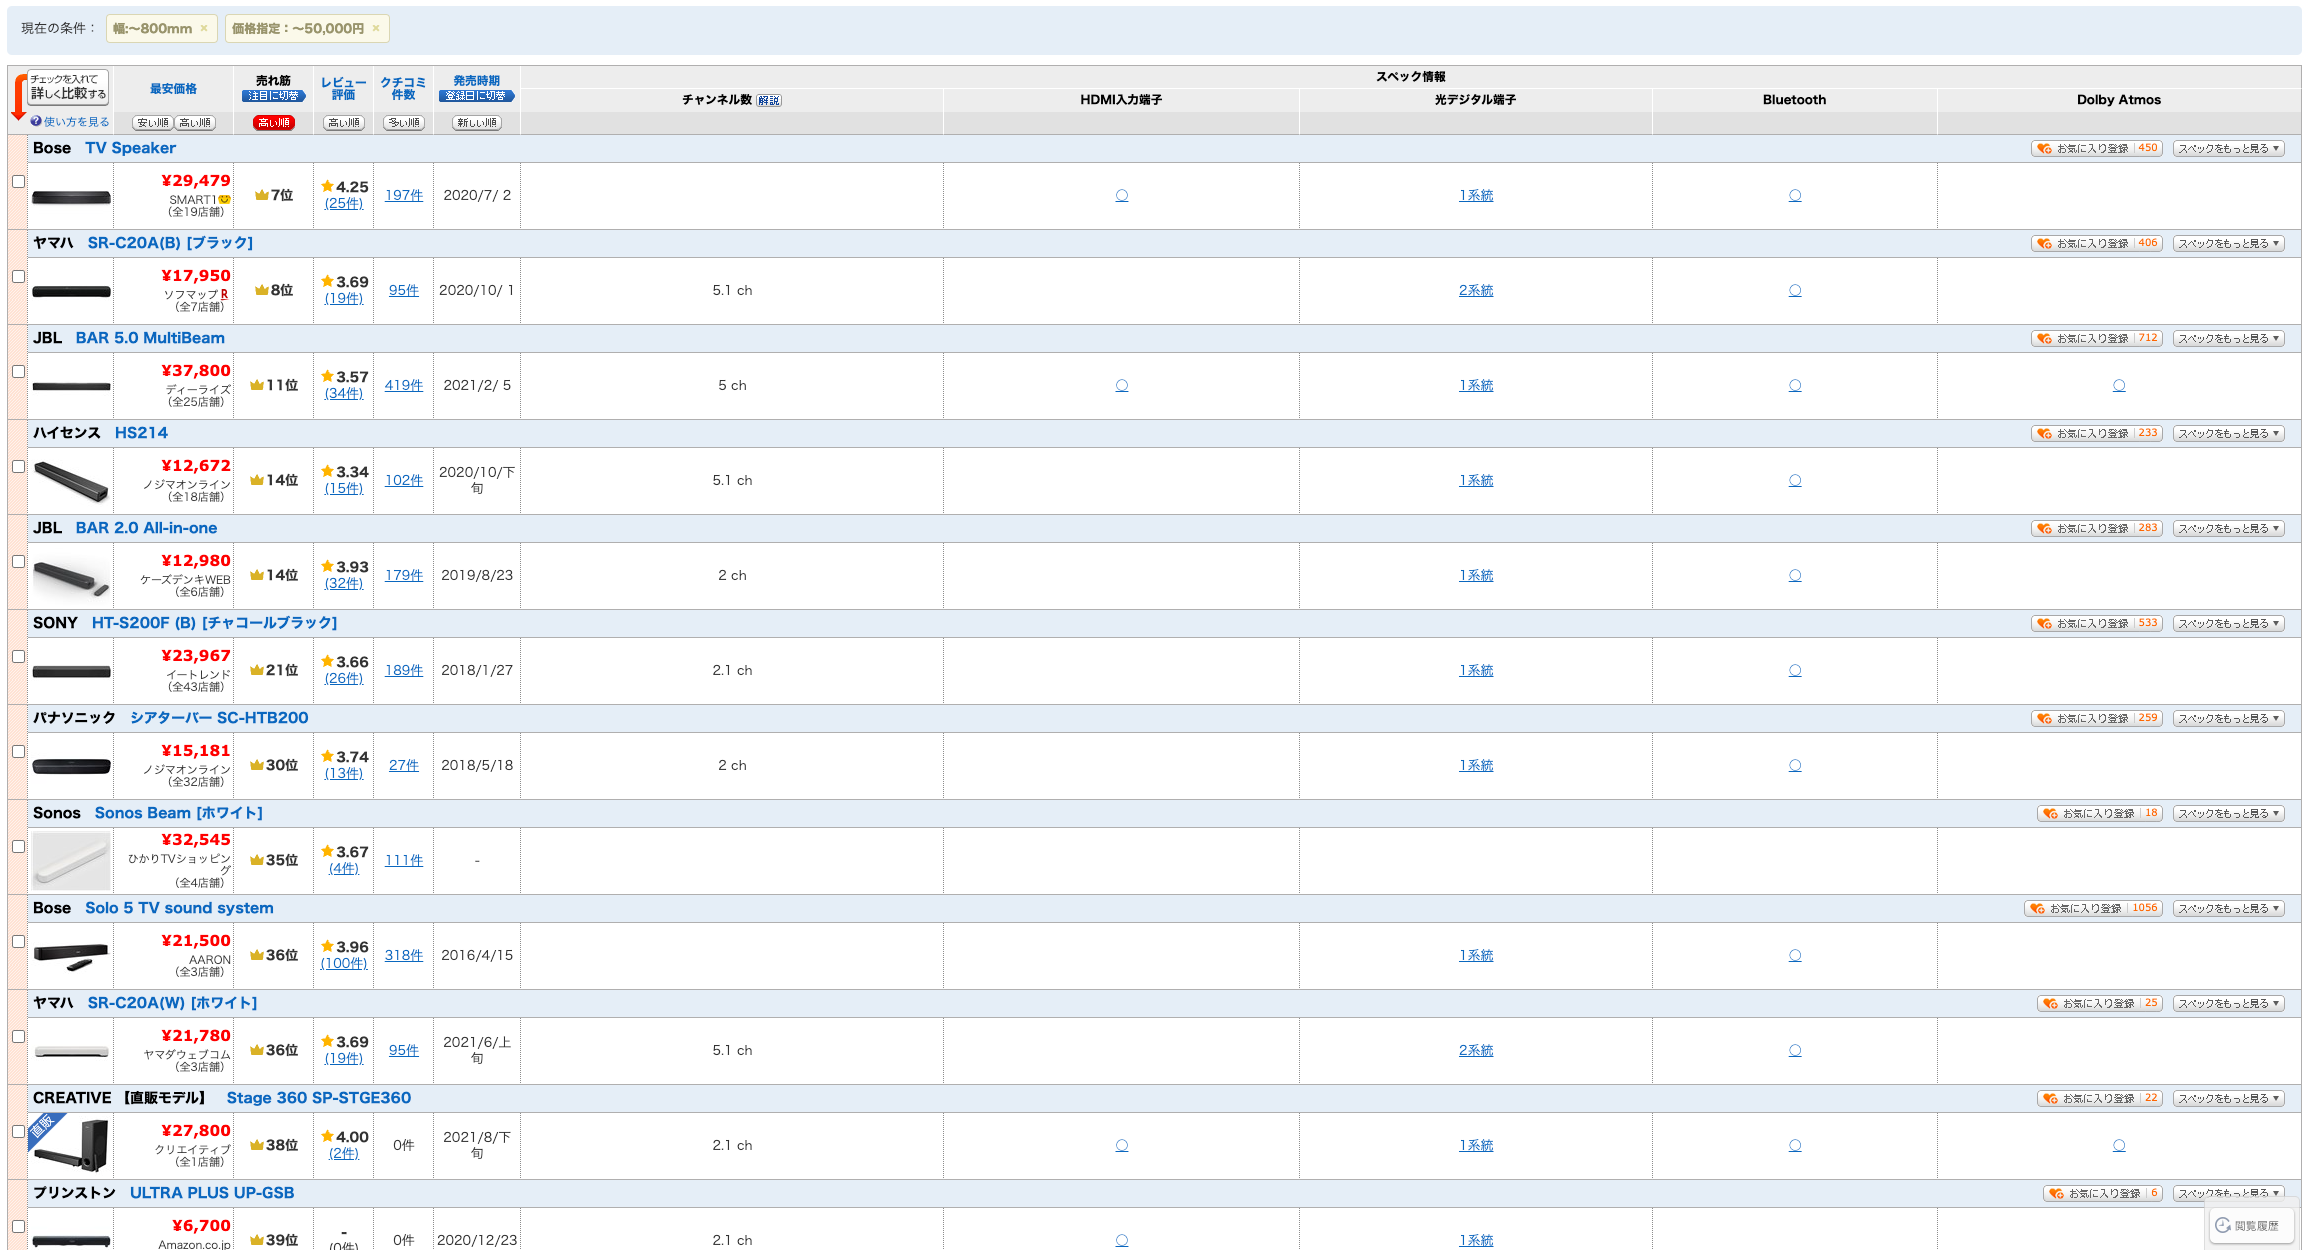 現在の条件： 幅:～800mm × 価格指定：～50,000円 ×
チェックを入れて
詳しく比較する
使い方を見る
最安価格
安い順 高い順
売れ筋
注目に切替
高い順
レビュー
評価
高い順
クチコミ
件数
多い順
発売時期
登録日に切替
新しい順
スペック情報
チャンネル数 解説 HDMI入力端子 光デジタル端子 Bluetooth Dolby Atmos
Bose TV Speaker お気に入り登録 450 スペックをもっと見る▼
¥29,479
SMART1
(全19店舗)
7位
4.25
(25件)
197件 2020/7/ 2 ○ 1系統 ○
ヤマハ SR-C20A(B) [ブラック] お気に入り登録 406 スペックをもっと見る▼
¥17,950
ソフマップ R
(全7店舗)
8位
3.69
(19件)
95件 2020/10/ 1 5.1 ch 2系統 ○
JBL BAR 5.0 MultiBeam お気に入り登録 712 スペックをもっと見る▼
¥37,800
ディーライズ
(全25店舗)
11位
3.57
(34件)
419件 2021/2/ 5 5 ch ○ 1系統 ○ ○
ハイセンス HS214 お気に入り登録 233 スペックをもっと見る▼
¥12,672
ノジマオンライン
(全18店舗)
14位
3.34
(15件)
102件
2020/10/下
旬
5.1 ch 1系統 ○
JBL BAR 2.0 All-in-one お気に入り登録 283 スペックをもっと見る▼
¥12,980
ケーズデンキWEB
(全6店舗)
14位
3.93
(32件)
179件 2019/8/23 2 ch 1系統 ○
SONY HT-S200F (B) [チャコールブラック] お気に入り登録 533 スペックをもっと見る▼
¥23,967
イートレンド
(全43店舗)
21位
3.66
(26件)
189件 2018/1/27 2.1 ch 1系統 ○
パナソニック シアターバー SC-HTB200 お気に入り登録 259 スペックをもっと見る▼
¥15,181
ノジマオンライン
(全32店舗)
30位
3.74
(13件)
27件 2018/5/18 2 ch 1系統 ○
Sonos Sonos Beam [ホワイト] お気に入り登録 18 スペックをもっと見る▼
¥32,545
ひかりTVショッピン
グ
(全4店舗)
35位
3.67
(4件)
111件 -
Bose Solo 5 TV sound system お気に入り登録 1056 スペックをもっと見る▼
¥21,500
AARON
(全3店舗)
36位
3.96
(100件)
318件 2016/4/15 1系統 ○
ヤマハ SR-C20A(W) [ホワイト] お気に入り登録 25 スペックをもっと見る▼
¥21,780
ヤマダウェブコム
(全3店舗)
36位
3.69
(19件)
95件
2021/6/上
旬
5.1 ch 2系統 ○
CREATIVE 【直販モデル】 Stage 360 SP-STGE360 お気に入り登録 22 スペックをもっと見る▼
直販
¥27,800
クリエイティブ
(全1店舗)
38位
4.00
(2件)
0件
2021/8/下
旬
2.1 ch ○ 1系統 ○ ○
プリンストン ULTRA PLUS UP-GSB お気に入り登録 6 スペックをもっと見る▼
¥6,700
Amazon.co.jp
39位
-
(0件)
0件 2020/12/23 2.1 ch ○ 1系統
閲覧履歴